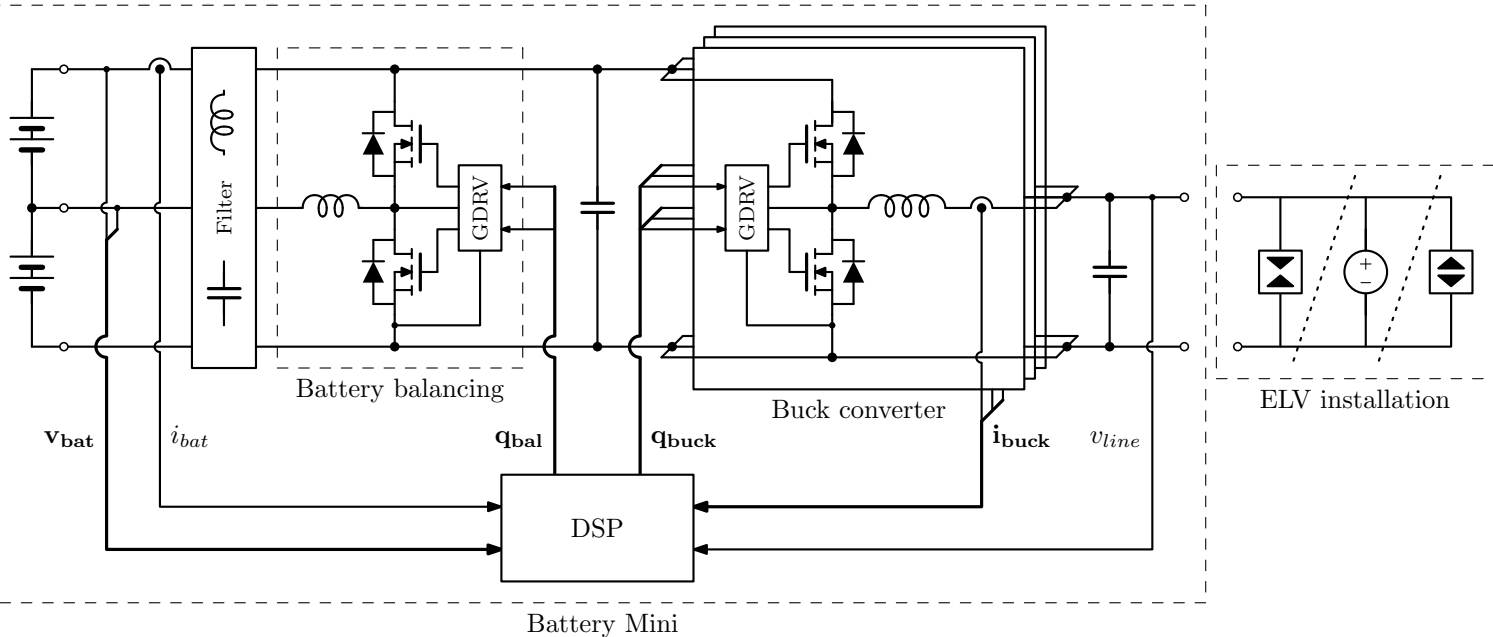 Filter
GDRV
GDRV
+
−
Battery balancing
Buck converter
ELV installation
v_bat
i_bat
q_bal
q_buck
i_buck
v_line
DSP
Battery Mini